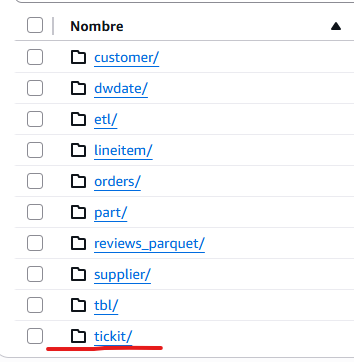 Nombre
customer/
dwdate/
etl/
lineitem/
orders/
part/
reviews_parquet/
supplier/
tbl/
tickit/